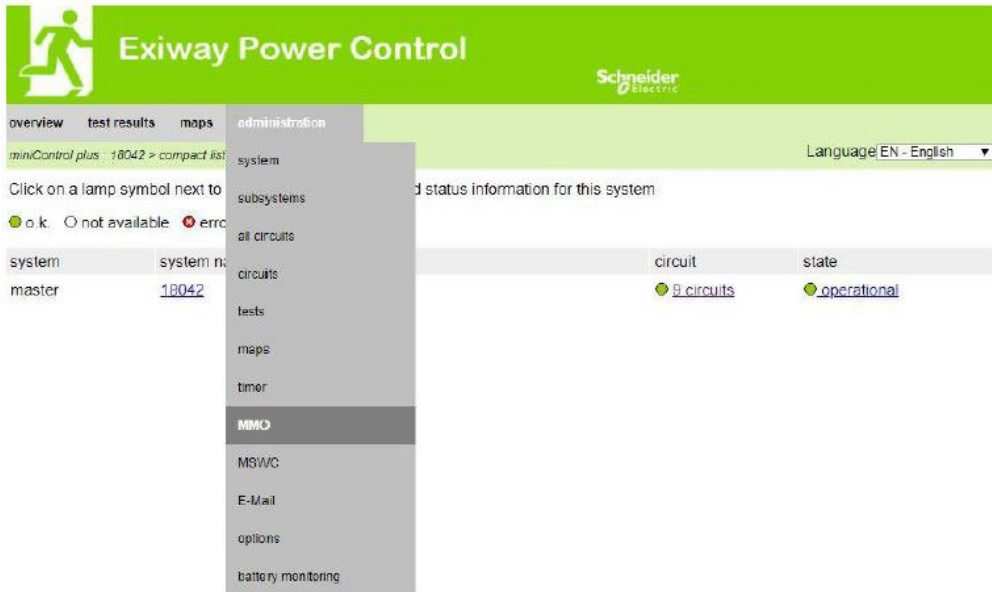 Exiway Power Control
Schneider
Electric
overview test results maps administration
miniControl plus : 18042 > compact list
Language EN - English
system
Click on a lamp symbol next to d status information for this system
subsystems
o.k. not available erro
all circuits
system system na circuit state
circuits
master 18042 9 circuits operational
tests
maps
timer
MMO
MSWC
E-Mail
options
battery monitoring